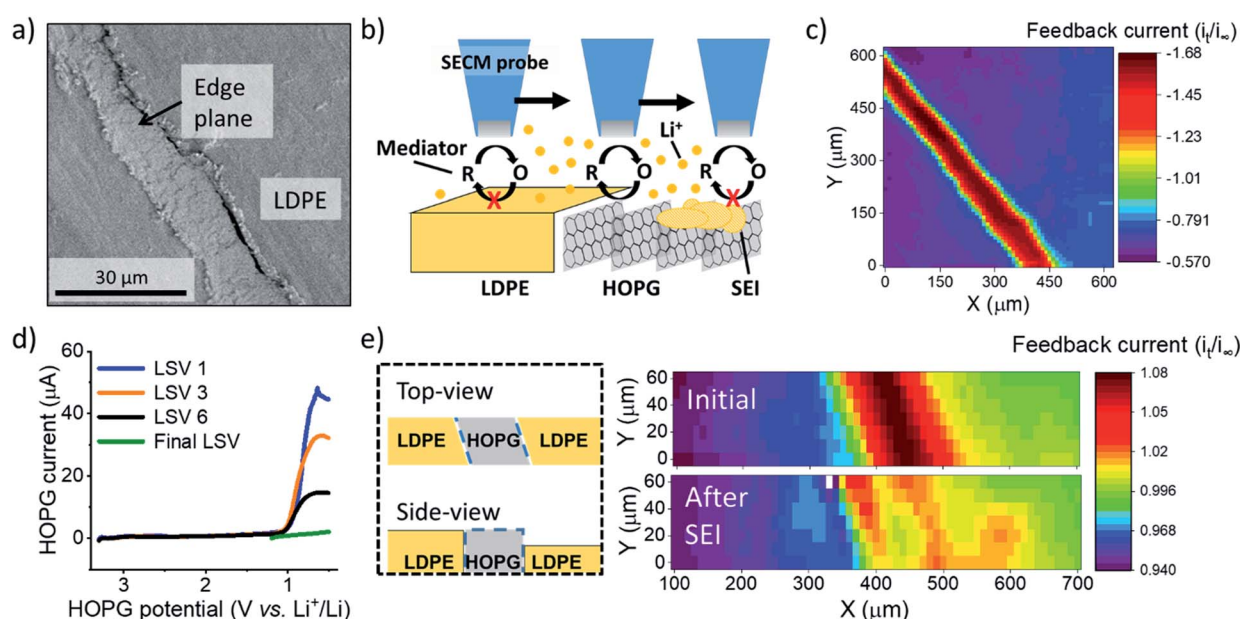 a)
Edge
plane
LDPE
30 μm
b)
SECM probe
Li⁺
Mediator
R O R O R O
X X
LDPE HOPG SEI
c)
Feedback current (iₜ/i∞)
600
450
300
150
0
Y (μm)
0 150 300 450 600
X (μm)
-1.68
-1.45
-1.23
-1.01
-0.791
-0.570
d)
60
40
20
0
HOPG current (μA)
LSV 1
LSV 3
LSV 6
Final LSV
3 2 1
HOPG potential (V vs. Li⁺/Li)
e)
Top-view
LDPE HOPG LDPE
Side-view
LDPE HOPG LDPE
Feedback current (iₜ/i∞)
Y (μm)
60
40
20
0
Initial
Y (μm)
60
40
20
0
After
SEI
100 200 300 400 500 600 700
X (μm)
1.08
1.05
1.02
0.996
0.968
0.940